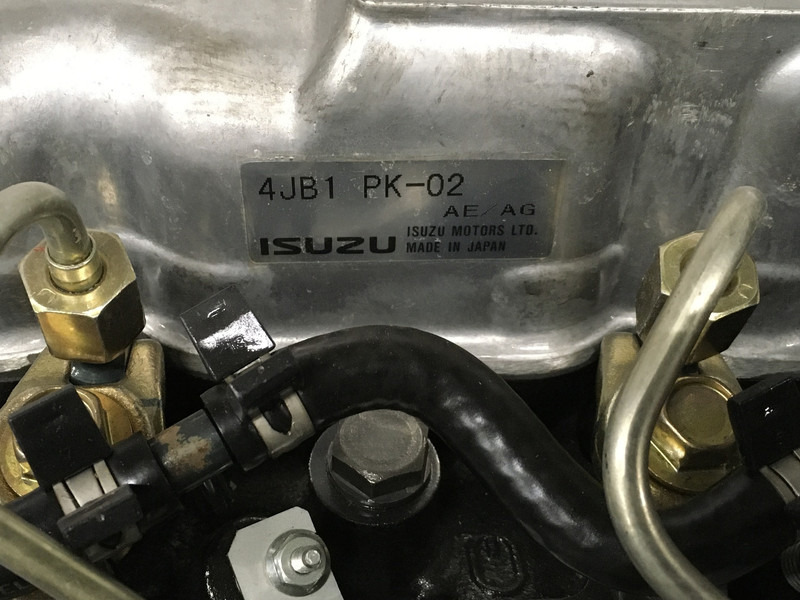 4JB1 PK-02
AE/AG
ISUZU ISUZU MOTORS LTD.
MADE IN JAPAN